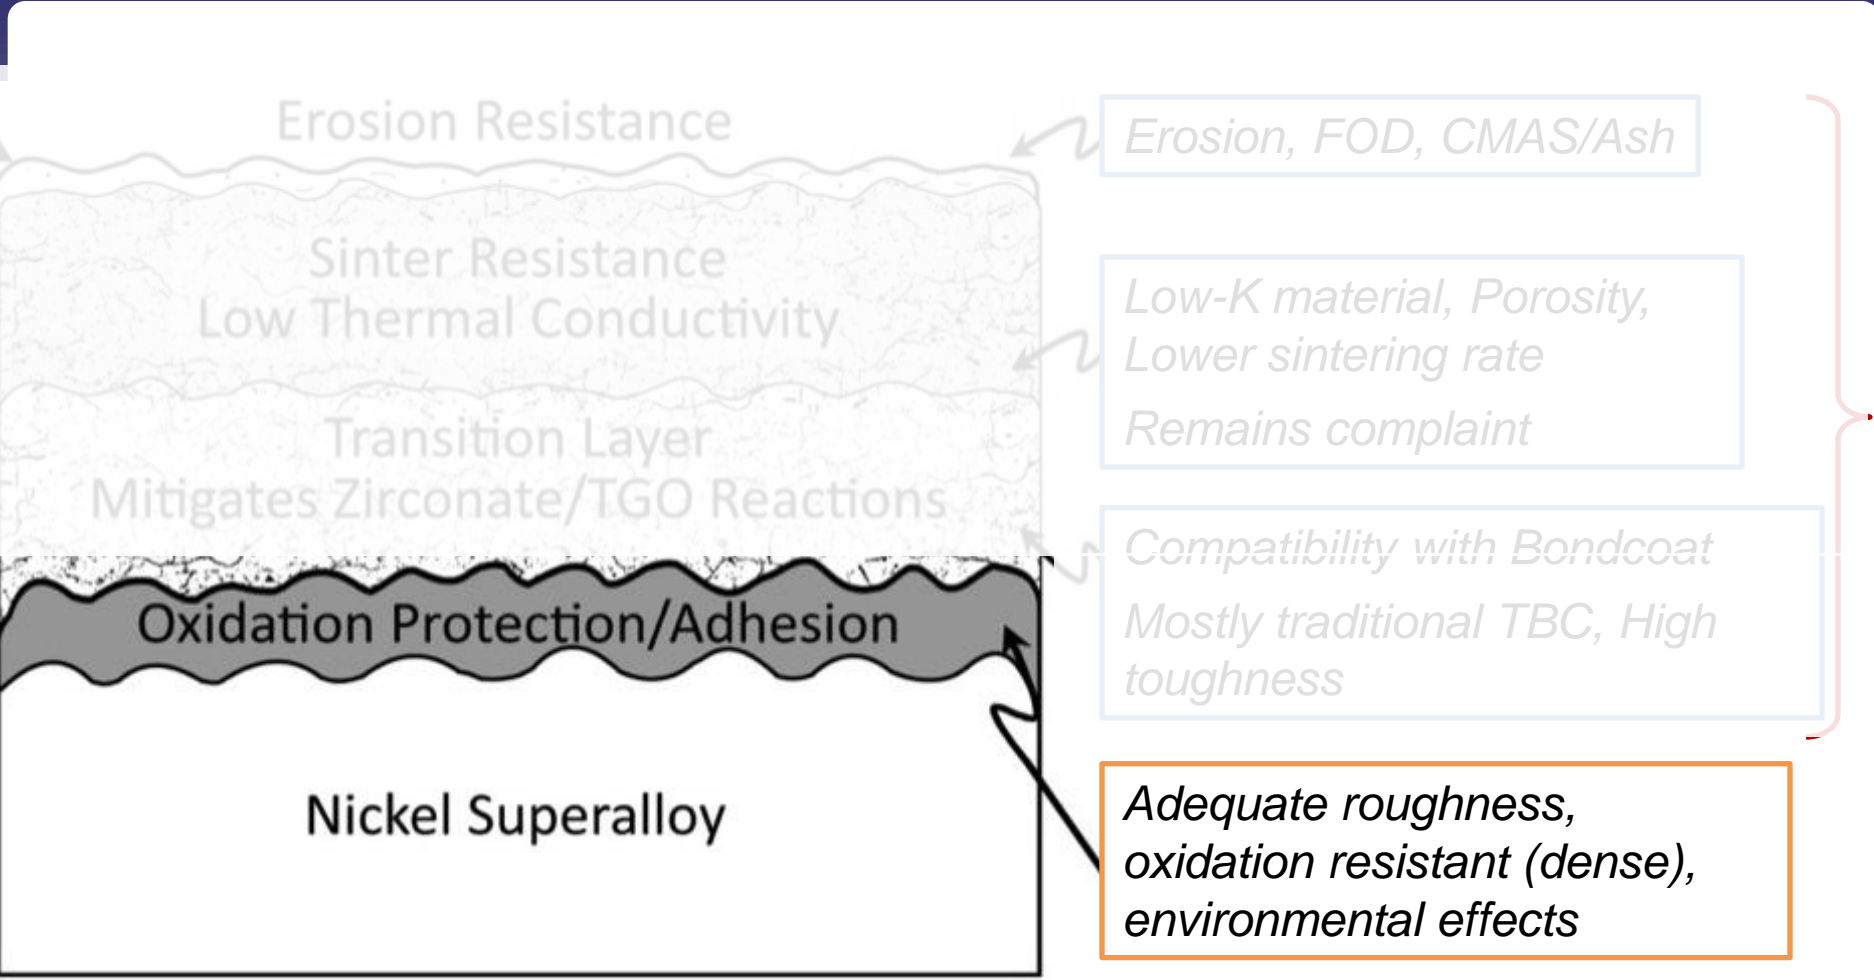 Erosion Resistance
Sinter Resistance
Low Thermal Conductivity
Transition Layer
Mitigates Zirconate/TGO Reactions
Oxidation Protection/Adhesion
Nickel Superalloy
Erosion, FOD, CMAS/Ash
Low-K material, Porosity,
Lower sintering rate
Remains complaint
Compatibility with Bondcoat
Mostly traditional TBC, High
toughness
Adequate roughness,
oxidation resistant (dense),
environmental effects